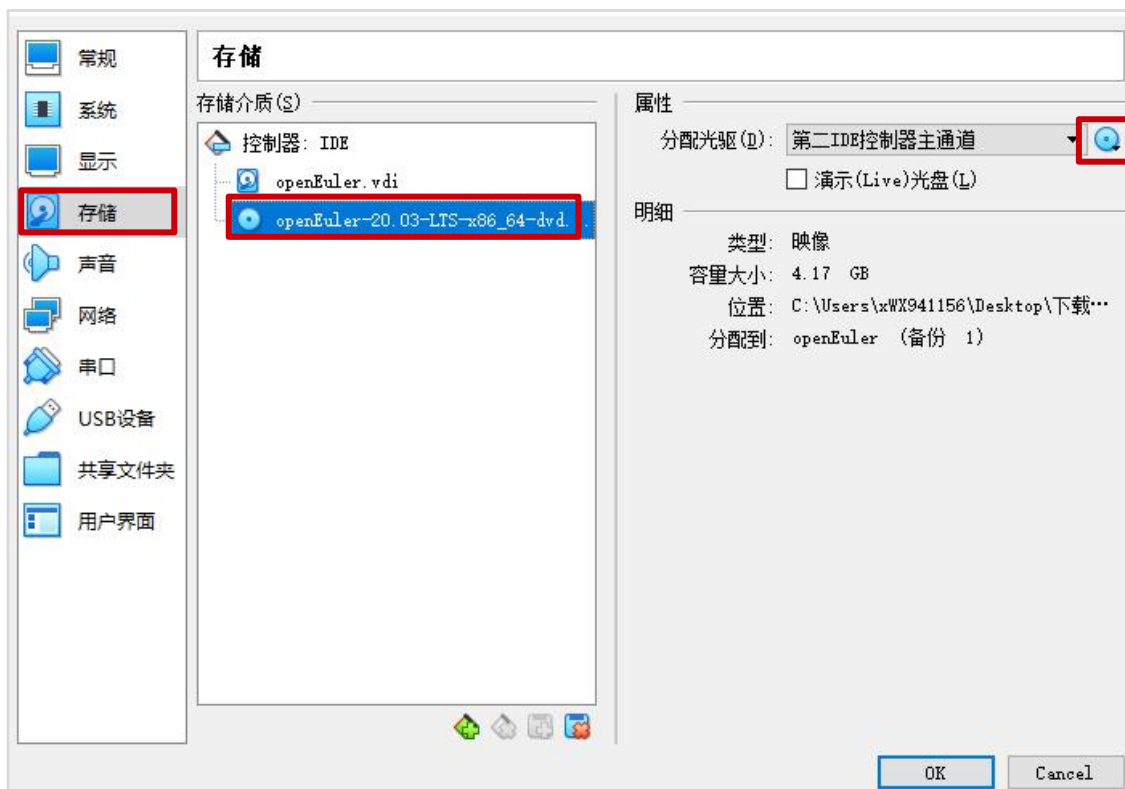 常规
系统
显示
存储
声音
网络
串口
USB设备
共享文件夹
用户界面
存储
存储介质(S)
控制器: IDE
openEuler.vdi
openEuler-20.03-LTS-x86_64-dvd...
属性
分配光驱(D): 第二IDE控制器主通道
演示(Live)光盘(L)
明细
类型: 映像
容量大小: 4.17 GB
位置: C:\Users\xWX941156\Desktop\下载…
分配到: openEuler (备份 1)
OK
Cancel